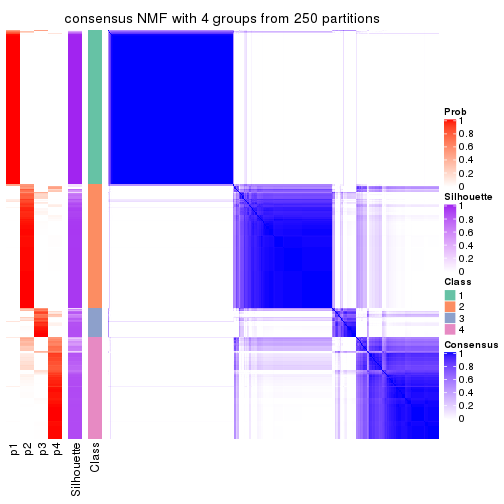 consensus NMF with 4 groups from 250 partitions
Prob
1
0.8
0.6
0.4
0.2
0
Silhouette
1
0.8
0.6
0.4
0.2
0
Class
1
2
3
4
Consensus
1
0.8
0.6
0.4
0.2
0
p1
p2
p3
p4
Silhouette
Class